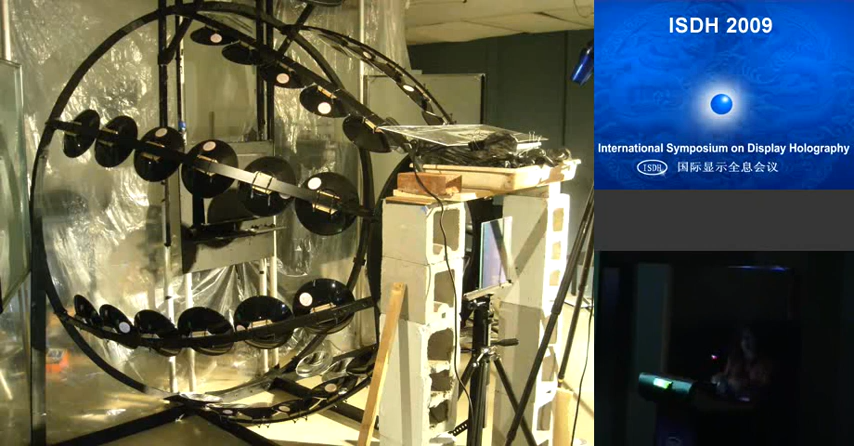 ISDH 2009
International Symposium on Display Holography
ISDH 国际显示全息会议